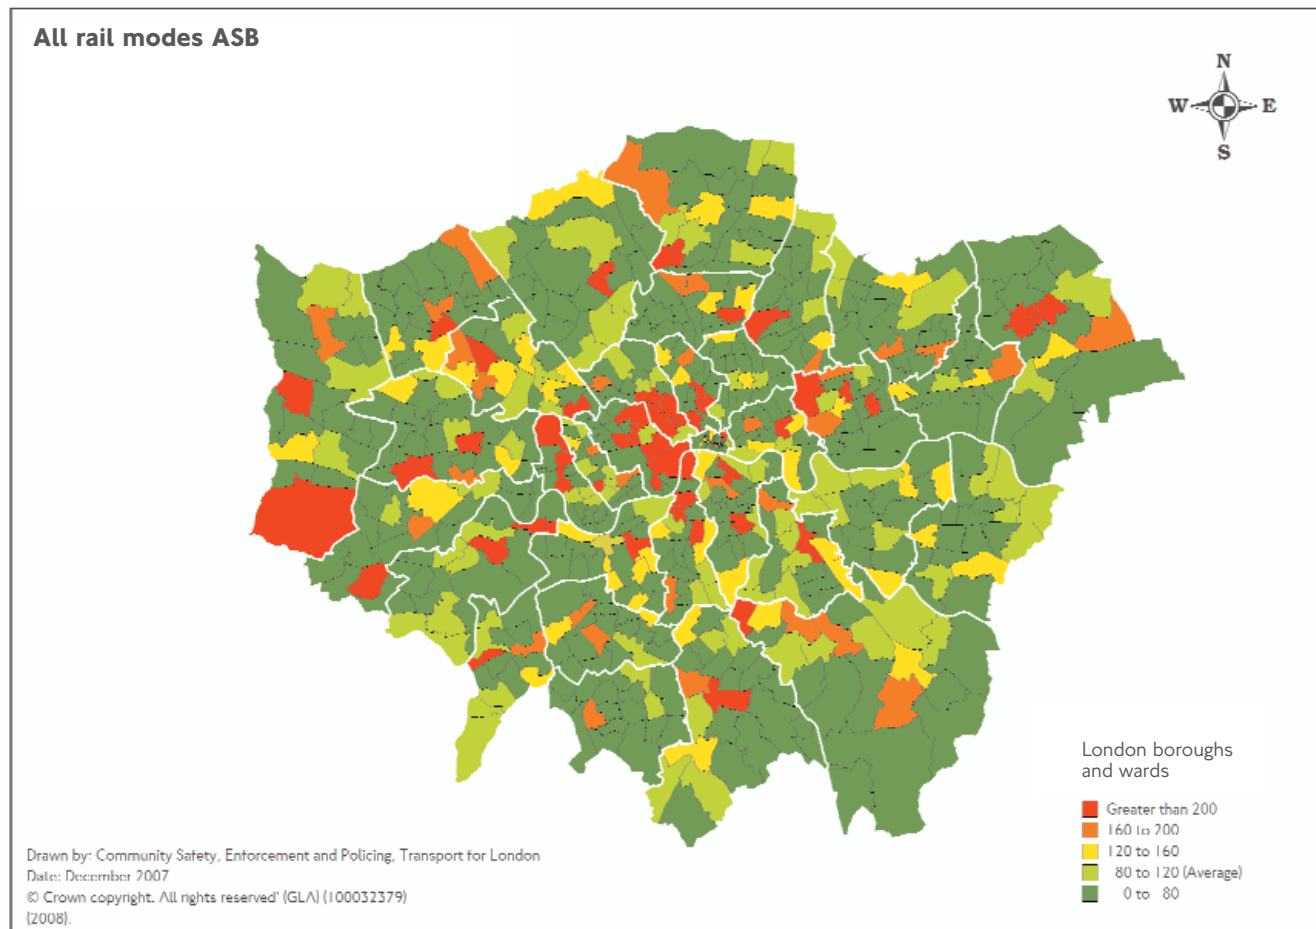 All rail modes ASB
N
W E
S
London boroughs
and wards
Greater than 200
160 to 200
120 to 160
80 to 120 (Average)
0 to 80
Drawn by: Community Safety, Enforcement and Policing, Transport for London
Date: December 2007
© Crown copyright. All rights reserved' (GLA) (100032379)
(2008).